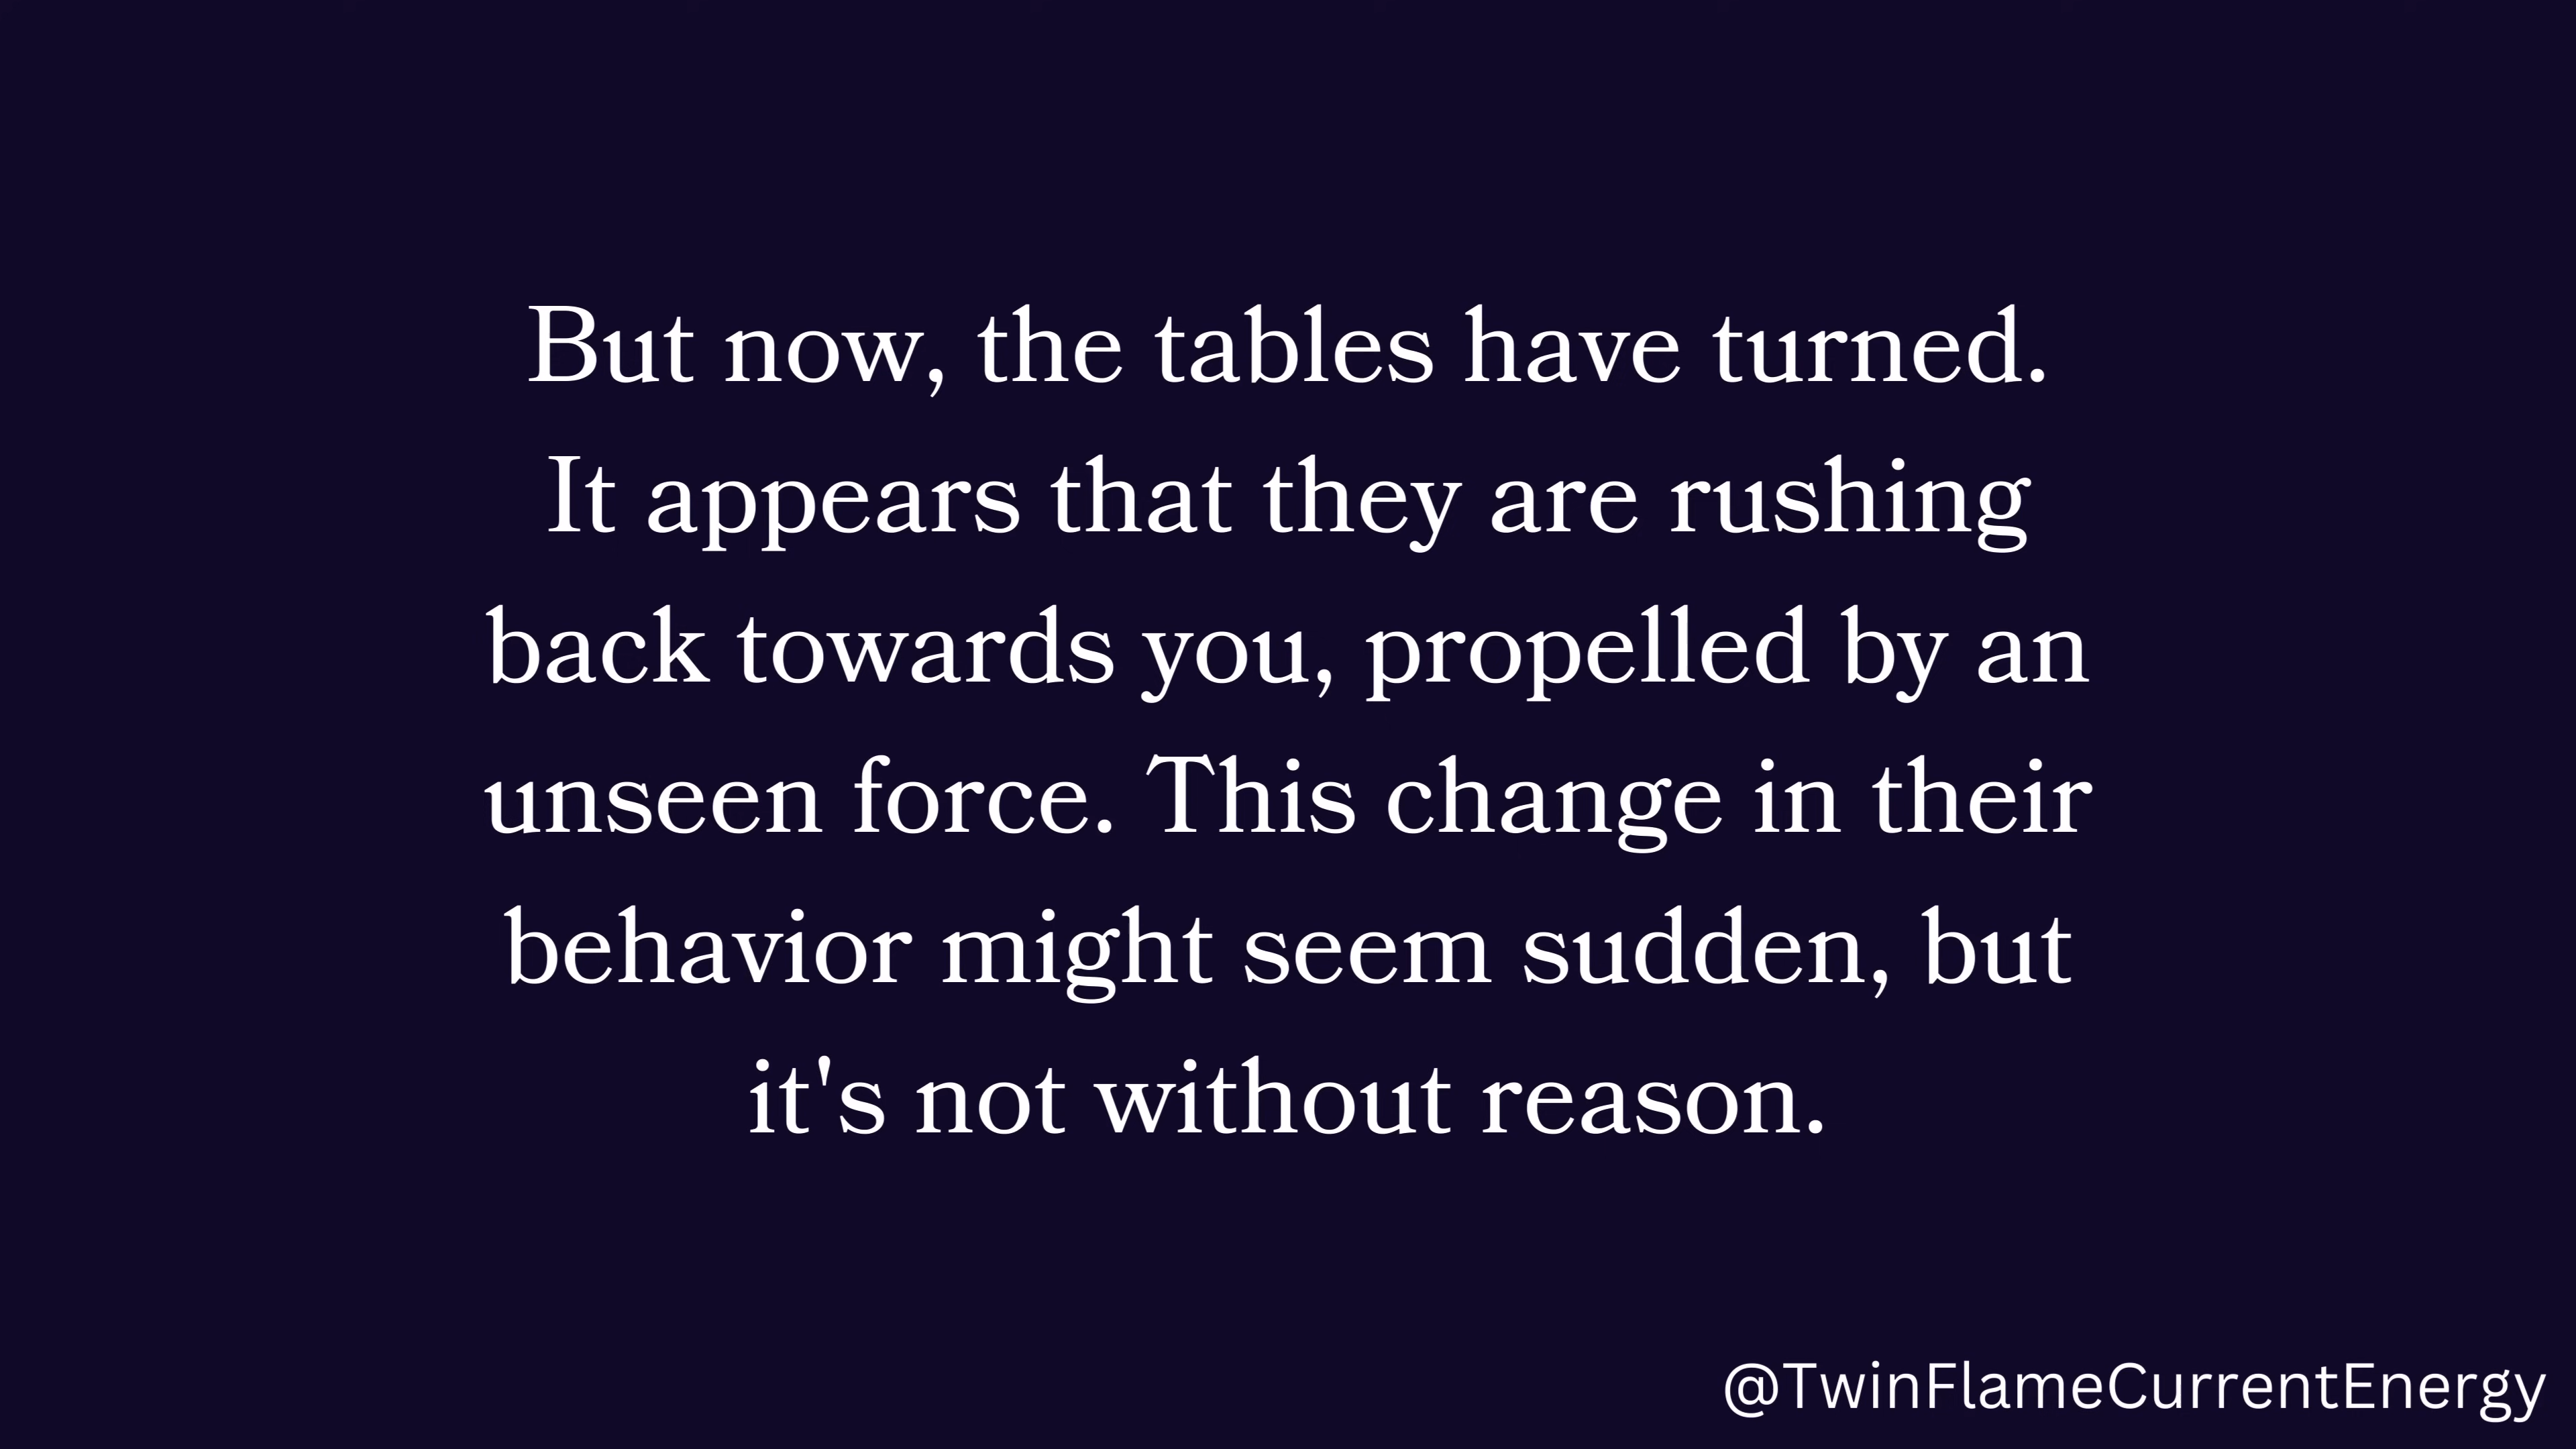 But now, the tables have turned.
It appears that they are rushing
back towards you, propelled by an
unseen force. This change in their
behavior might seem sudden, but
it's not without reason.
@TwinFlameCurrentEnergy